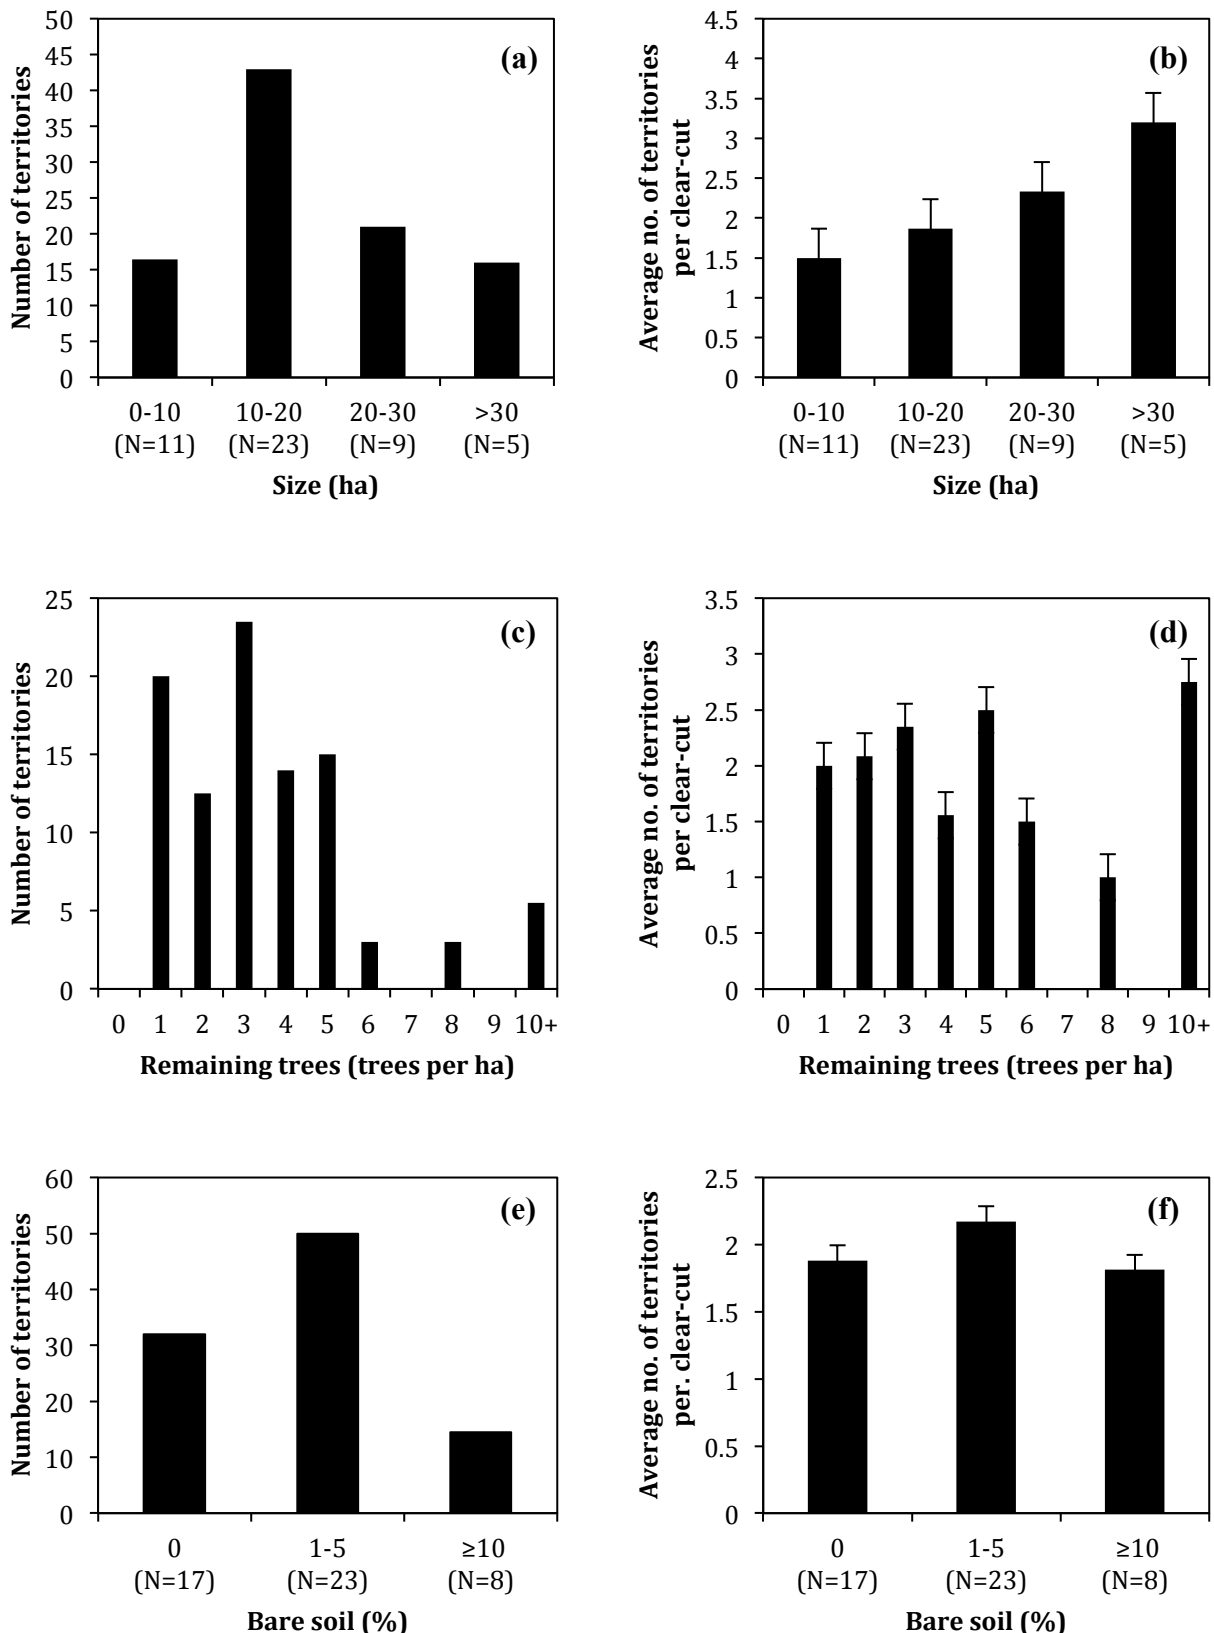 (a)
Number of territories
50
45
40
35
30
25
20
15
10
5
0
0-10 10-20 20-30 >30
(N=11) (N=23) (N=9) (N=5)
Size (ha)
(b)
Average no. of territories
per clear-cut
4.5
4
3.5
3
2.5
2
1.5
1
0.5
0
0-10 10-20 20-30 >30
(N=11) (N=23) (N=9) (N=5)
Size (ha)
(c)
Number of territories
25
20
15
10
5
0
0 1 2 3 4 5 6 7 8 9 10+
Remaining trees (trees per ha)
(d)
Average no. of territories
per clear-cut
3.5
3
2.5
2
1.5
1
0.5
0
0 1 2 3 4 5 6 7 8 9 10+
Remaining trees (trees per ha)
(e)
Number of territories
60
50
40
30
20
10
0
0 1-5 ≥10
(N=17) (N=23) (N=8)
Bare soil (%)
(f)
Average no. of territories
per. clear-cut
2.5
2
1.5
1
0.5
0
0 1-5 ≥10
(N=17) (N=23) (N=8)
Bare soil (%)